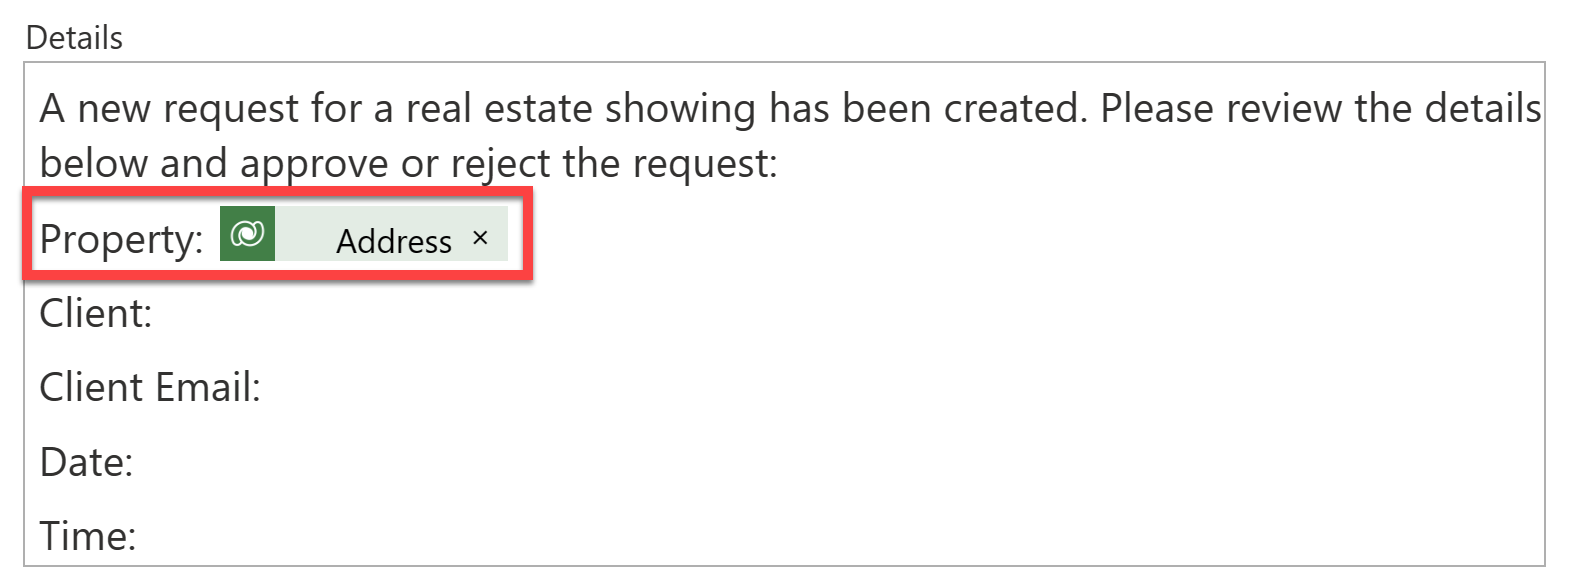 Details
A new request for a real estate showing has been created. Please review the details
below and approve or reject the request:
Property: Address ×
Client:
Client Email:
Date:
Time: